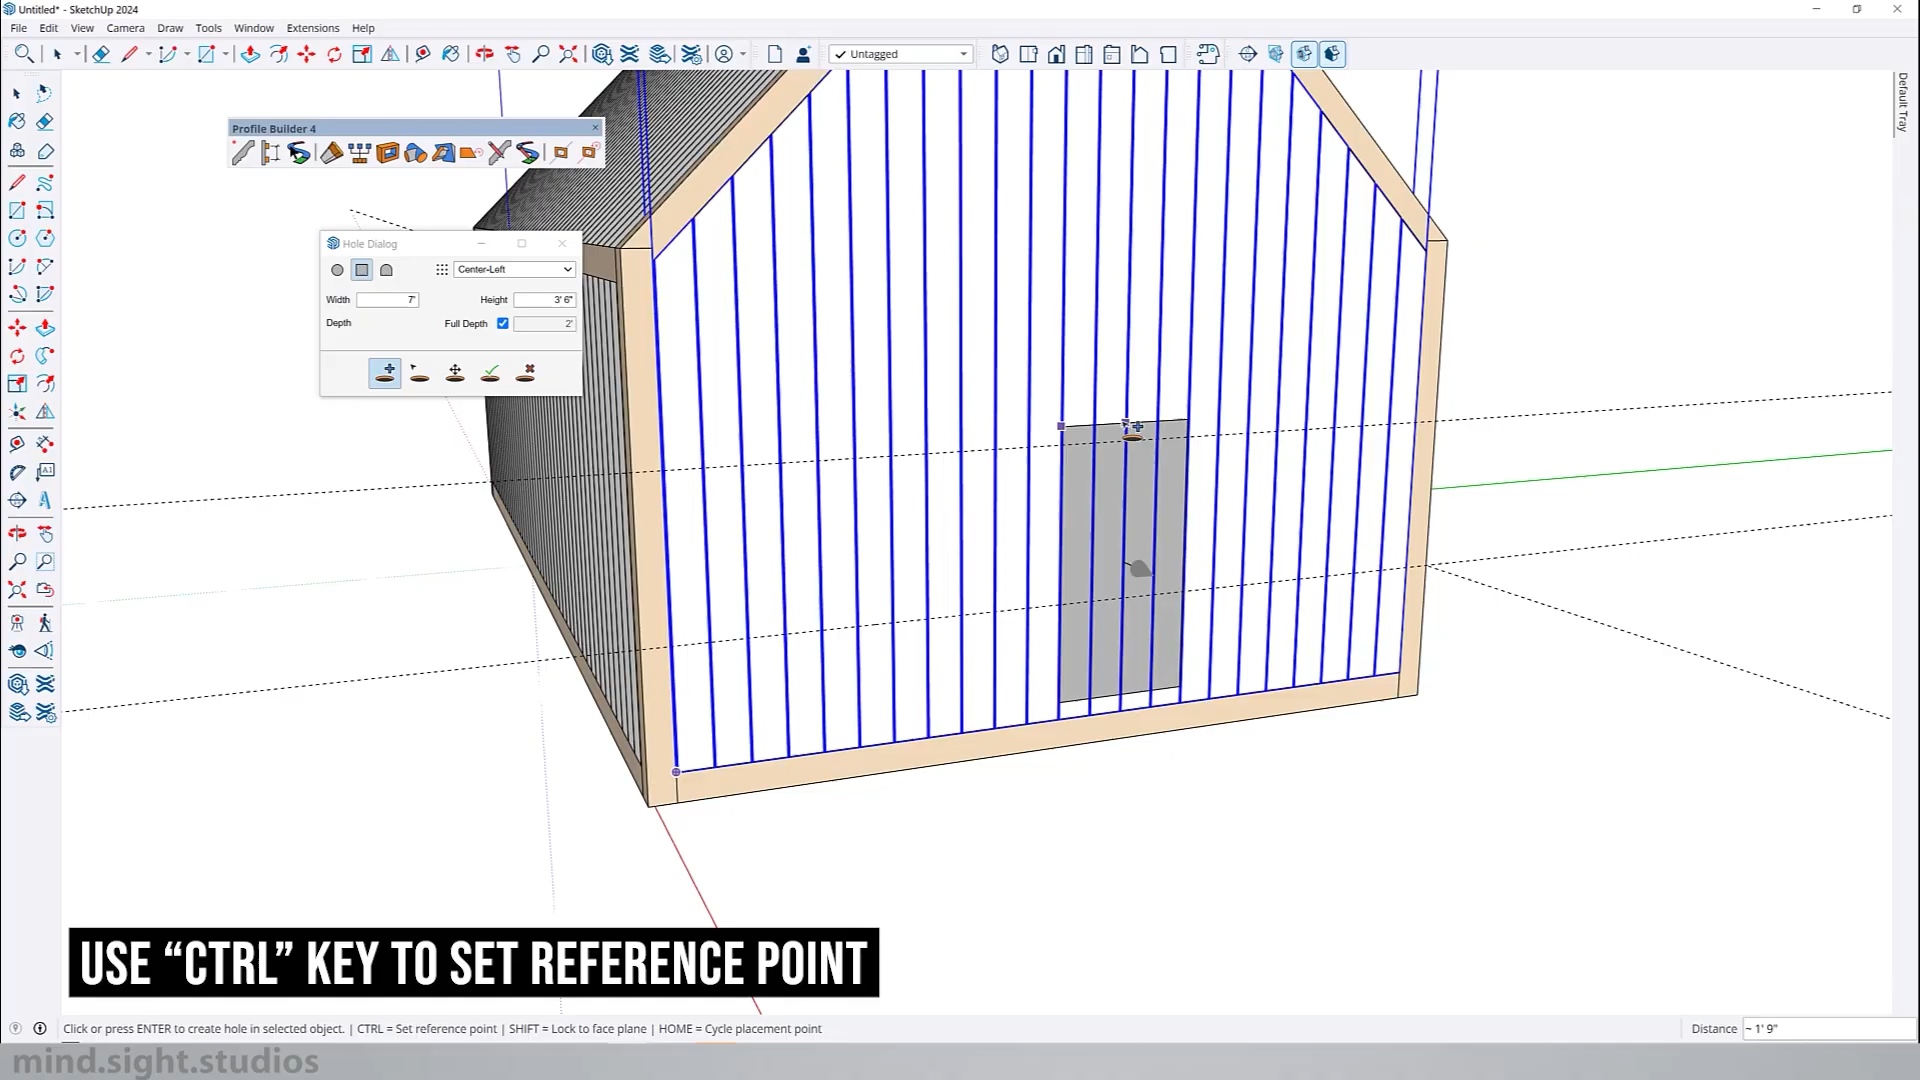 Untitled* - SketchUp 2024
File Edit View Camera Draw Tools Window Extensions Help
Untagged
Default Tray
Profile Builder 4
Hole Dialog
Center-Left
Width 7' Height 3' 6"
Depth Full Depth 2'
USE “CTRL” KEY TO SET REFERENCE POINT
Click or press ENTER to create hole in selected object. | CTRL = Set reference point | SHIFT = Lock to face plane | HOME = Cycle placement point
Distance ~ 1' 9"
mind.sight.studios